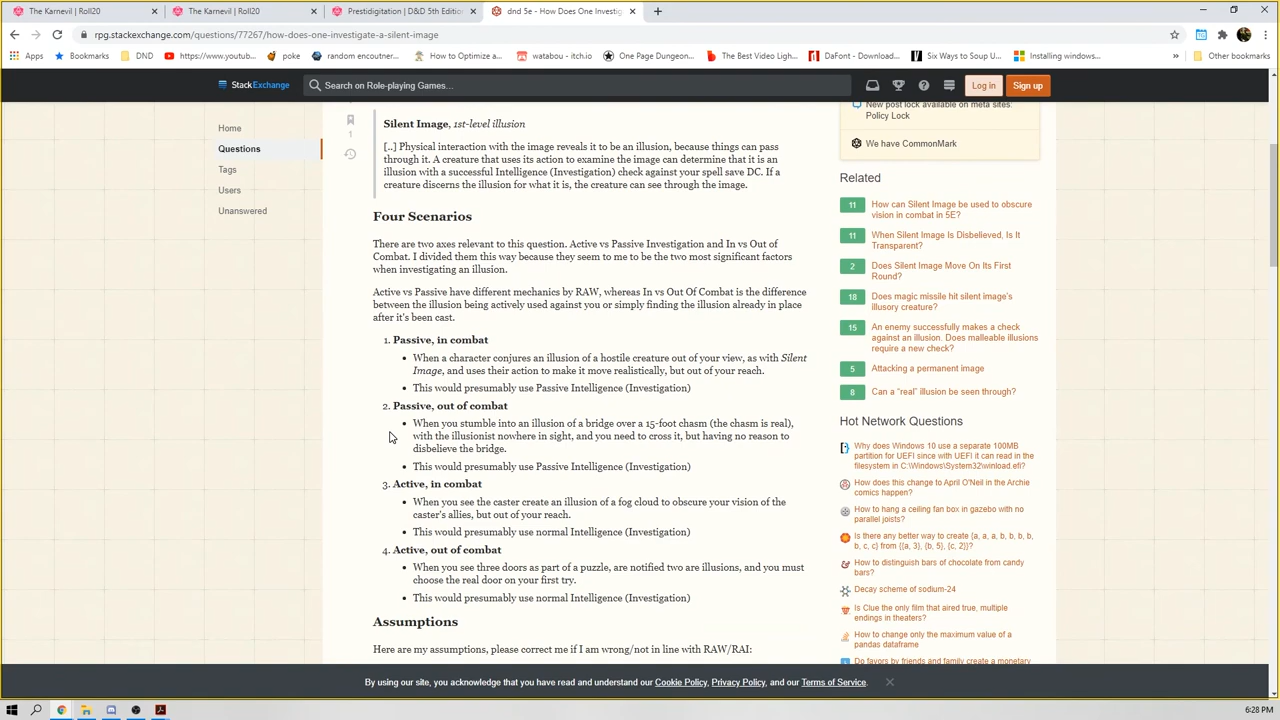 The Karnevil | Roll20
The Karnevil | Roll20
Prestidigitation | D&D 5th Edition
dnd 5e - How Does One Investig
rpg.stackexchange.com/questions/77267/how-does-one-investigate-a-silent-image
Apps
Bookmarks
DND
pokemon
random encoutner...
How to Optimize a...
watabou - itch.io
One Page Dungeon...
The Best Video Ligh...
DaFont - Download...
Six Ways to Soup U...
Installing windows...
Other bookmarks
StackExchange
Search on Role-playing Games...
Log in
Sign up
Home
Questions
Tags
Users
Unanswered
1
Silent Image, 1st-level illusion
[..] Physical interaction with the image reveals it to be an illusion, because things can pass
through it. A creature that uses its action to examine the image can determine that it is an
illusion with a successful Intelligence (Investigation) check against your spell save DC. If a
creature discerns the illusion for what it is, the creature can see through the image.
Four Scenarios
There are two axes relevant to this question. Active vs Passive Investigation and In vs Out of
Combat. I divided them this way because they seem to me to be the two most significant factors
when investigating an illusion.
Active vs Passive have different mechanics by RAW, whereas In vs Out Of Combat is the difference
between the illusion being actively used against you or simply finding the illusion already in place
after it's been cast.
1. Passive, in combat
• When a character conjures an illusion of a hostile creature out of your view, as with Silent
Image, and uses their action to make it move realistically, but out of your reach.
• This would presumably use Passive Intelligence (Investigation)
2. Passive, out of combat
• When you stumble into an illusion of a bridge over a 15-foot chasm (the chasm is real),
with the illusionist nowhere in sight, and you need to cross it, but having no reason to
disbelieve the bridge.
• This would presumably use Passive Intelligence (Investigation)
3. Active, in combat
• When you see the caster create an illusion of a fog cloud to obscure your vision of the
caster's allies, but out of your reach.
• This would presumably use normal Intelligence (Investigation)
4. Active, out of combat
• When you see three doors as part of a puzzle, are notified two are illusions, and you must
choose the real door on your first try.
• This would presumably use normal Intelligence (Investigation)
Assumptions
Here are my assumptions, please correct me if I am wrong/not in line with RAW/RAI:
New post lock available on meta sites:
Policy Lock
We have CommonMark
Related
11 How can Silent Image be used to obscure
vision in combat in 5E?
11 When Silent Image Is Disbelieved, Is It
Transparent?
2 Does Silent Image Move On Its First
Round?
18 Does magic missile hit silent image's
illusory creature?
15 An enemy successfully makes a check
against an illusion. Does malleable illusions
require a new check?
5 Attacking a permanent image
8 Can a "real" illusion be seen through?
Hot Network Questions
Why does Windows 10 use a separate 100MB
partition for UEFI since with UEFI it can read in the
filesystem in C:\Windows\System32\winload.efi?
How does this change to April O'Neil in the Archie
comics happen?
How to hang a ceiling fan box in gazebo with no
parallel joists?
Is there any better way to create {a, a, a, b, b, b, b,
b, c, c} from {{a, 3}, {b, 5}, {c, 2}}?
How to distinguish bars of chocolate from candy
bars?
Decay scheme of sodium-24
Is Clue the only film that aired true, multiple
endings in theaters?
How to change only the maximum value of a
pandas dataframe
Do favors by friends and family create a monetary
By using our site, you acknowledge that you have read and understand our Cookie Policy, Privacy Policy, and our Terms of Service.
6:28 PM